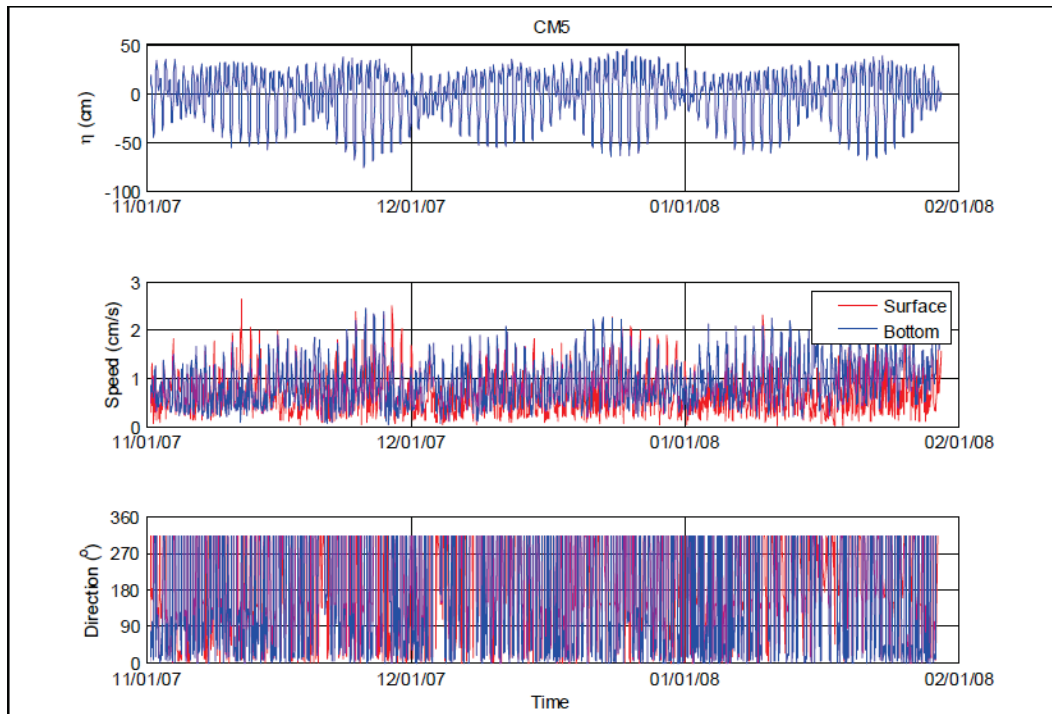 CM5
50
0
-50
-100
η (cm)
11/01/07 12/01/07 01/01/08 02/01/08
3
2
1
0
Speed (cm/s)
Surface
Bottom
11/01/07 12/01/07 01/01/08 02/01/08
360
270
180
90
0
Direction (°)
11/01/07 12/01/07 01/01/08 02/01/08
Time